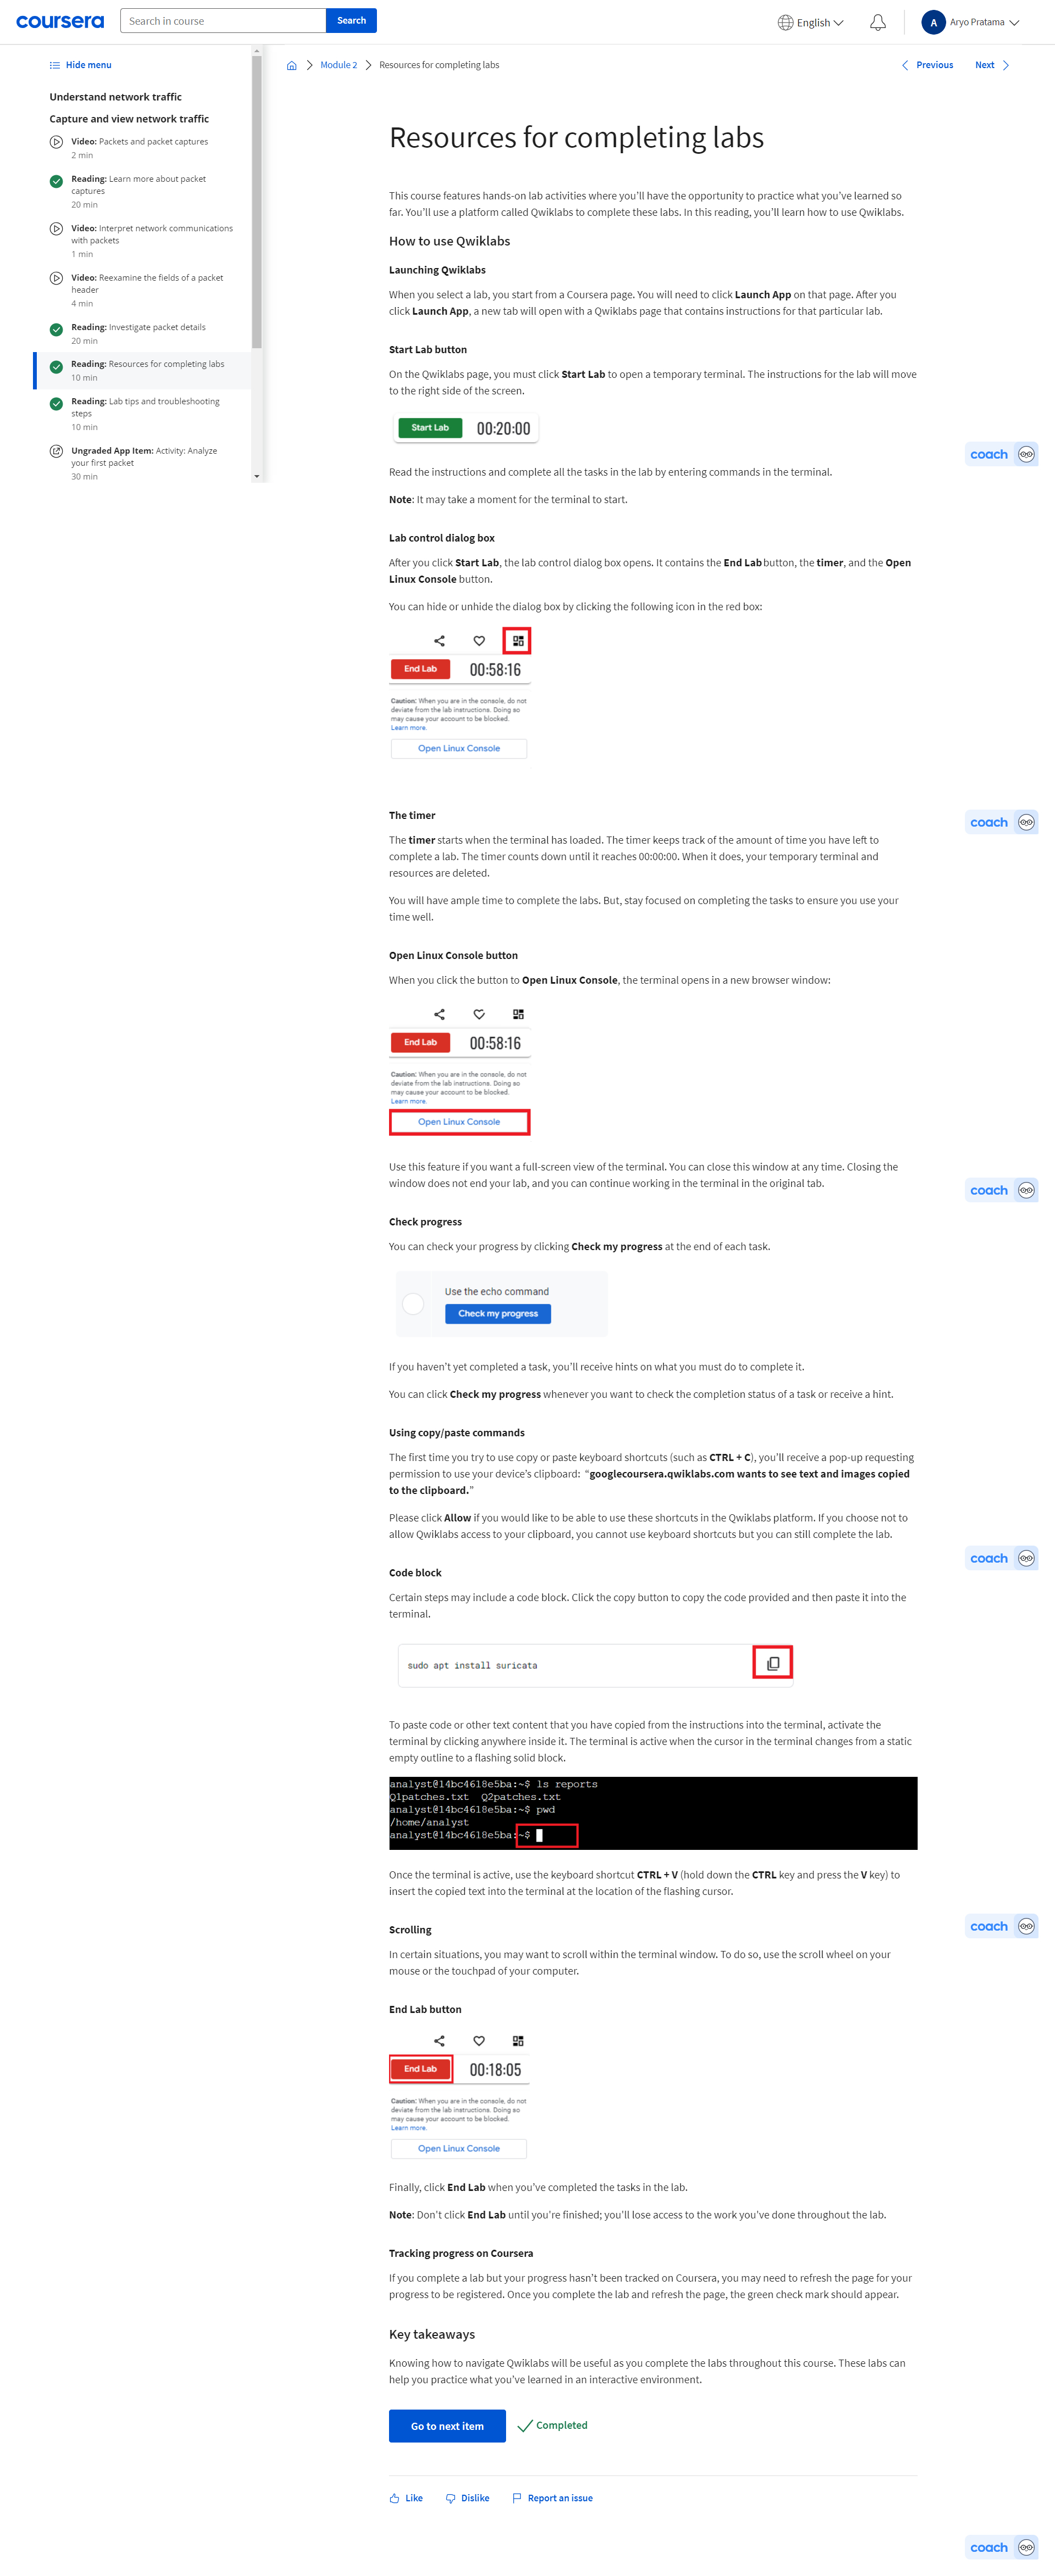 coursera
Search in course
Search
English
A
Aryo Pratama
Hide menu
Module 2
Resources for completing labs
Previous
Next
Understand network traffic
Capture and view network traffic
Video: Packets and packet captures
2 min
Reading: Learn more about packet
captures
20 min
Video: Interpret network communications
with packets
1 min
Video: Reexamine the fields of a packet
header
4 min
Reading: Investigate packet details
20 min
Reading: Resources for completing labs
10 min
Reading: Lab tips and troubleshooting
steps
10 min
Ungraded App Item: Activity: Analyze
your first packet
30 min
Resources for completing labs
This course features hands-on lab activities where you'll have the opportunity to practice what you've learned so
far. You'll use a platform called Qwiklabs to complete these labs. In this reading, you'll learn how to use Qwiklabs.
How to use Qwiklabs
Launching Qwiklabs
When you select a lab, you start from a Coursera page. You will need to click Launch App on that page. After you
click Launch App, a new tab will open with a Qwiklabs page that contains instructions for that particular lab.
Start Lab button
On the Qwiklabs page, you must click Start Lab to open a temporary terminal. The instructions for the lab will move
to the right side of the screen.
Start Lab
00:20:00
coach
Read the instructions and complete all the tasks in the lab by entering commands in the terminal.
Note: It may take a moment for the terminal to start.
Lab control dialog box
After you click Start Lab, the lab control dialog box opens. It contains the End Lab button, the timer, and the Open
Linux Console button.
You can hide or unhide the dialog box by clicking the following icon in the red box:
End Lab
00:58:16
Caution: When you are in the console, do not
deviate from the lab instructions. Doing so
may cause your account to be blocked.
Learn more.
Open Linux Console
The timer
coach
The timer starts when the terminal has loaded. The timer keeps track of the amount of time you have left to
complete a lab. The timer counts down until it reaches 00:00:00. When it does, your temporary terminal and
resources are deleted.
You will have ample time to complete the labs. But, stay focused on completing the tasks to ensure you use your
time well.
Open Linux Console button
When you click the button to Open Linux Console, the terminal opens in a new browser window:
End Lab
00:58:16
Caution: When you are in the console, do not
deviate from the lab instructions. Doing so
may cause your account to be blocked.
Learn more.
Open Linux Console
Use this feature if you want a full-screen view of the terminal. You can close this window at any time. Closing the
window does not end your lab, and you can continue working in the terminal in the original tab.
coach
Check progress
You can check your progress by clicking Check my progress at the end of each task.
Use the echo command
Check my progress
If you haven't yet completed a task, you'll receive hints on what you must do to complete it.
You can click Check my progress whenever you want to check the completion status of a task or receive a hint.
Using copy/paste commands
The first time you try to use copy or paste keyboard shortcuts (such as CTRL + C), you'll receive a pop-up requesting
permission to use your device's clipboard: "googlecoursera.qwiklabs.com wants to see text and images copied
to the clipboard."
Please click Allow if you would like to be able to use these shortcuts in the Qwiklabs platform. If you choose not to
allow Qwiklabs access to your clipboard, you cannot use keyboard shortcuts but you can still complete the lab.
coach
Code block
Certain steps may include a code block. Click the copy button to copy the code provided and then paste it into the
terminal.
sudo apt install suricata
To paste code or other text content that you have copied from the instructions into the terminal, activate the
terminal by clicking anywhere inside it. The terminal is active when the cursor in the terminal changes from a static
empty outline to a flashing solid block.
analyst@14bc4618e5ba:~$ ls reports
Q1patches.txt  Q2patches.txt
analyst@14bc4618e5ba:~$ pwd
/home/analyst
analyst@14bc4618e5ba:~$
Once the terminal is active, use the keyboard shortcut CTRL + V (hold down the CTRL key and press the V key) to
insert the copied text into the terminal at the location of the flashing cursor.
coach
Scrolling
In certain situations, you may want to scroll within the terminal window. To do so, use the scroll wheel on your
mouse or the touchpad of your computer.
End Lab button
End Lab
00:18:05
Caution: When you are in the console, do not
deviate from the lab instructions. Doing so
may cause your account to be blocked.
Learn more.
Open Linux Console
Finally, click End Lab when you've completed the tasks in the lab.
Note: Don't click End Lab until you're finished; you'll lose access to the work you've done throughout the lab.
Tracking progress on Coursera
If you complete a lab but your progress hasn't been tracked on Coursera, you may need to refresh the page for your
progress to be registered. Once you complete the lab and refresh the page, the green check mark should appear.
Key takeaways
Knowing how to navigate Qwiklabs will be useful as you complete the labs throughout this course. These labs can
help you practice what you've learned in an interactive environment.
Go to next item
Completed
Like
Dislike
Report an issue
coach